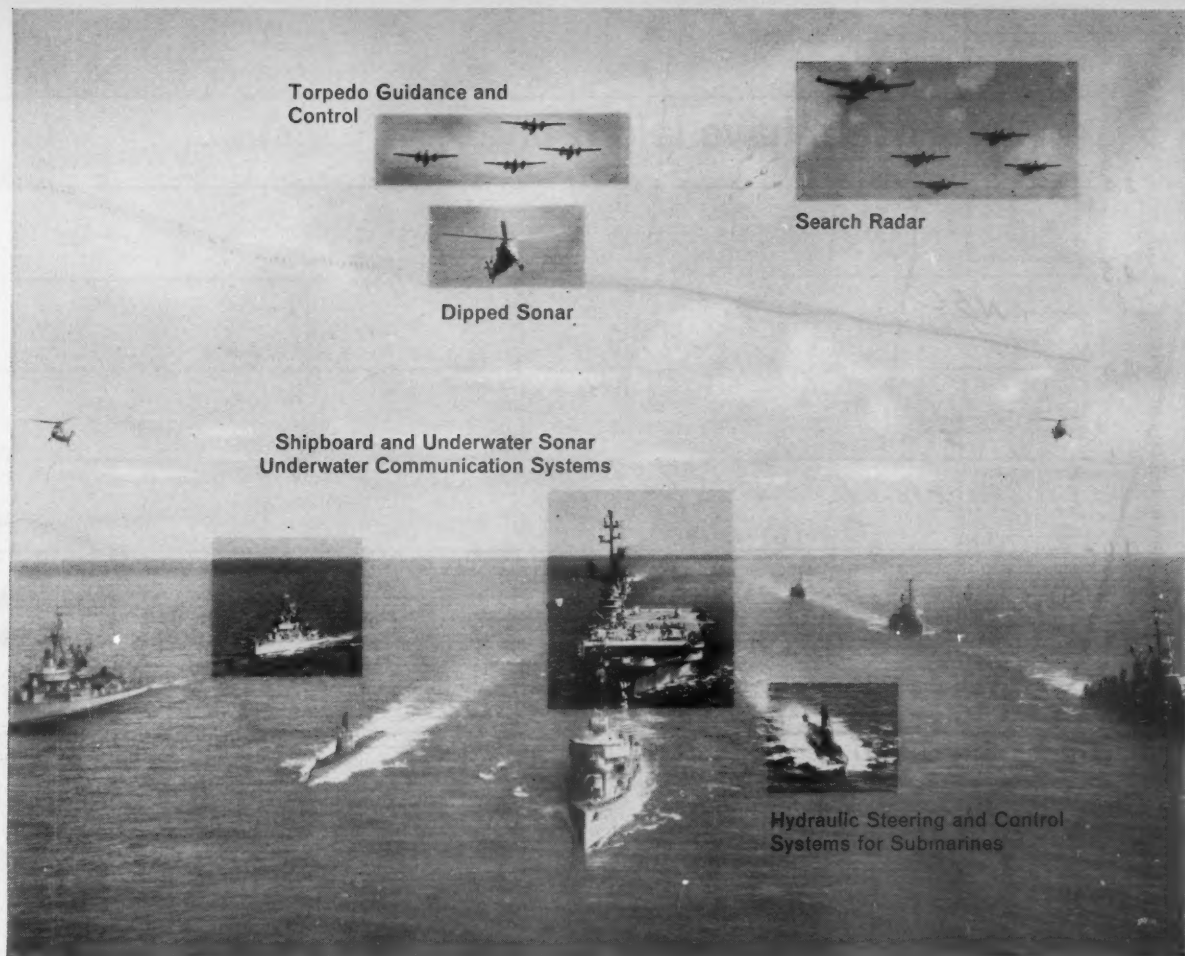 Torpedo Guidance and
Control
Search Radar
Dipped Sonar
Shipboard and Underwater Sonar
Underwater Communication Systems
Hydraulic Steering and Control
Systems for Submarines